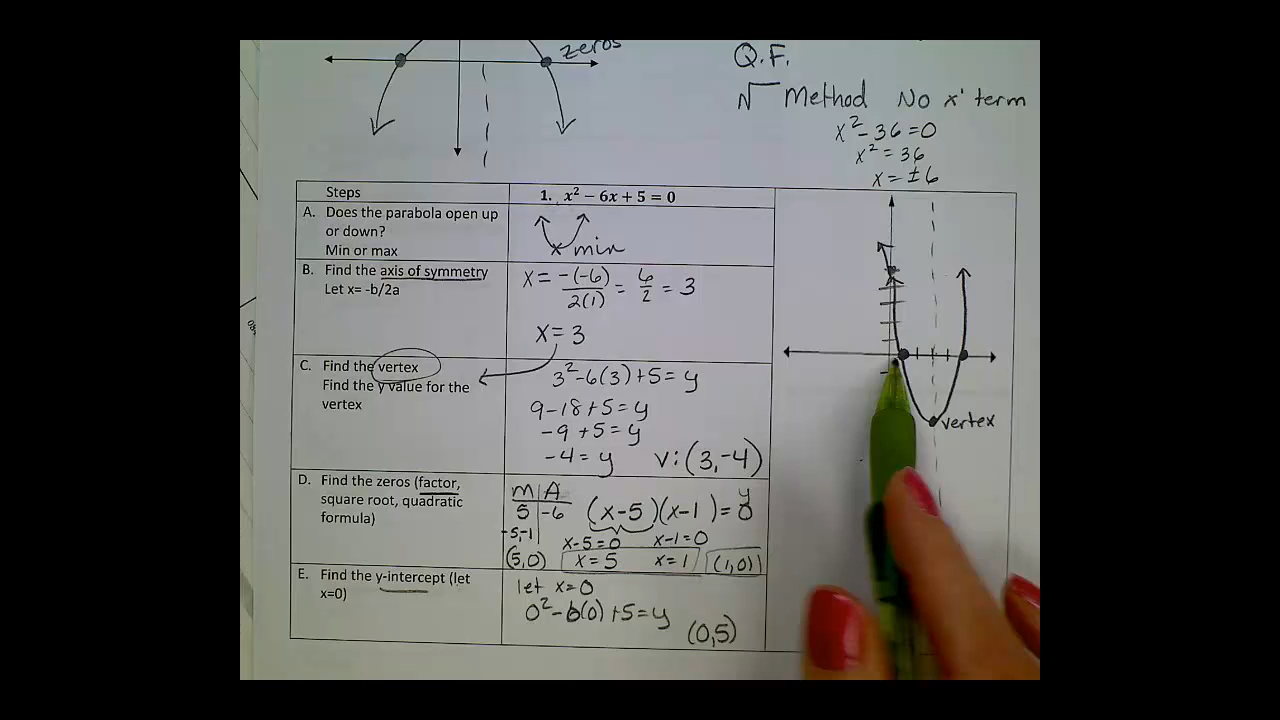 zeros
Q.F.
√ Method No x' term
x² - 36 = 0
x² = 36
x = ±6
Steps
1. x² − 6x + 5 = 0
A. Does the parabola open up
or down?
Min or max
min
B. Find the axis of symmetry
Let x= -b/2a
x = -(-6)/2(1) = 6/2 = 3
x = 3
C. Find the vertex
Find the y value for the
vertex
3² - 6(3) + 5 = y
9 - 18 + 5 = y
-9 + 5 = y
-4 = y v: (3, -4)
vertex
D. Find the zeros (factor,
square root, quadratic
formula)
M | A
5 | -6
-5, -1
y
(x - 5)(x - 1) = 0
x - 5 = 0 x - 1 = 0
(5,0) x = 5 x = 1 (1,0)
E. Find the y-intercept (let
x=0)
let x = 0
0² - 6(0) + 5 = y
(0,5)